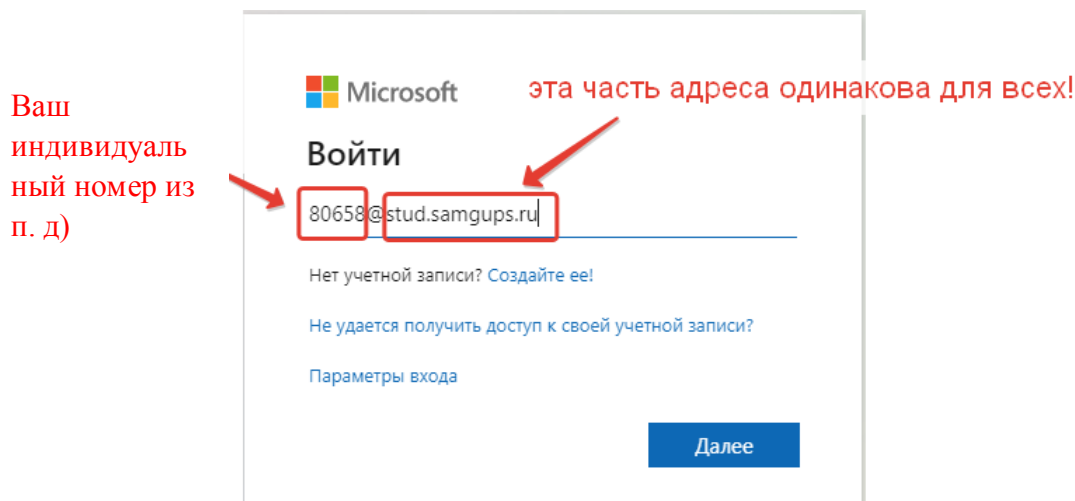 Microsoft
эта часть адреса одинакова для всех!
Ваш
индивидуаль
ный номер из
п. д)
Войти
80658@stud.samgups.ru
Нет учетной записи? Создайте ее!
Не удается получить доступ к своей учетной записи?
Параметры входа
Далее